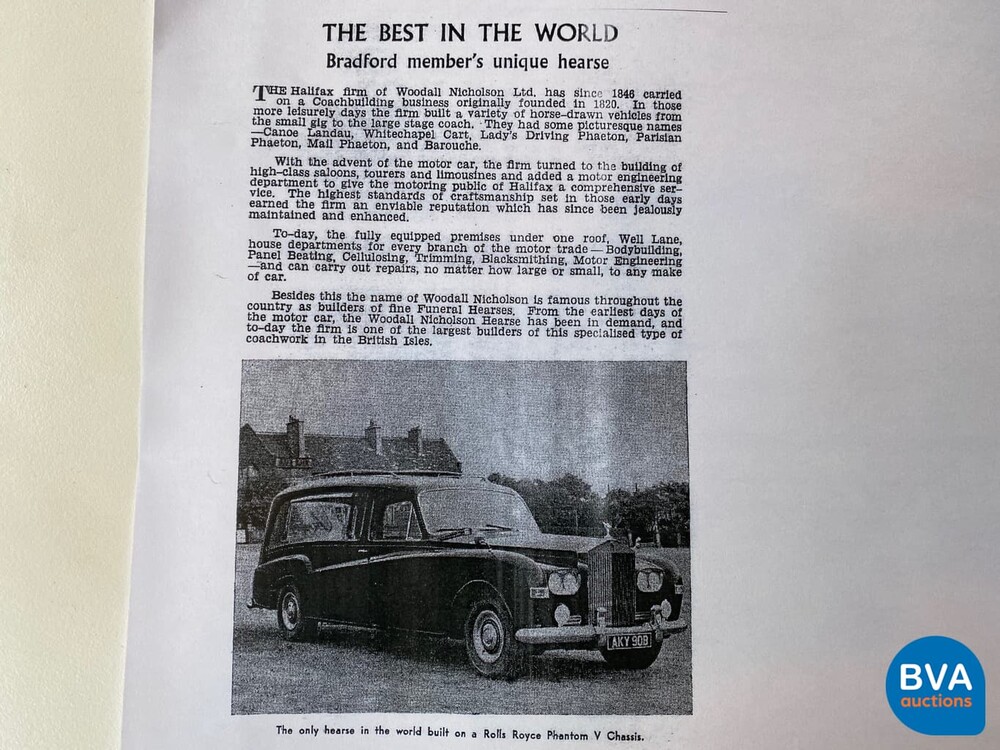 THE BEST IN THE WORLD
Bradford member's unique hearse
THE Halifax firm of Woodall Nicholson Ltd. has since 1846 carried
on a Coachbuilding business originally founded in 1820. In those
more leisurely days the firm built a variety of horse-drawn vehicles from
the small gig to the large stage coach. They had some picturesque names
—Canoe Landau, Whitechapel Cart, Lady's Driving Phaeton, Parisian
Phaeton, Mail Phaeton, and Barouche.
With the advent of the motor car, the firm turned to the building of
high-class saloons, tourers and limousines and added a motor engineering
department to give the motoring public of Halifax a comprehensive ser-
vice. The highest standards of craftsmanship set in those early days
earned the firm an enviable reputation which has since been jealously
maintained and enhanced.
To-day, the fully equipped premises under one roof, Well Lane,
house departments for every branch of the motor trade—Bodybuilding,
Panel Beating, Cellulosing, Trimming, Blacksmithing, Motor Engineering
—and can carry out repairs, no matter how large or small, to any make
of car.
Besides this the name of Woodall Nicholson is famous throughout the
country as builders of fine Funeral Hearses. From the earliest days of
the motor car, the Woodall Nicholson Hearse has been in demand, and
to-day the firm is one of the largest builders of this specialised type of
coachwork in the British Isles.
AKY 90B
The only hearse in the world built on a Rolls Royce Phantom V Chassis.
BVA
auctions